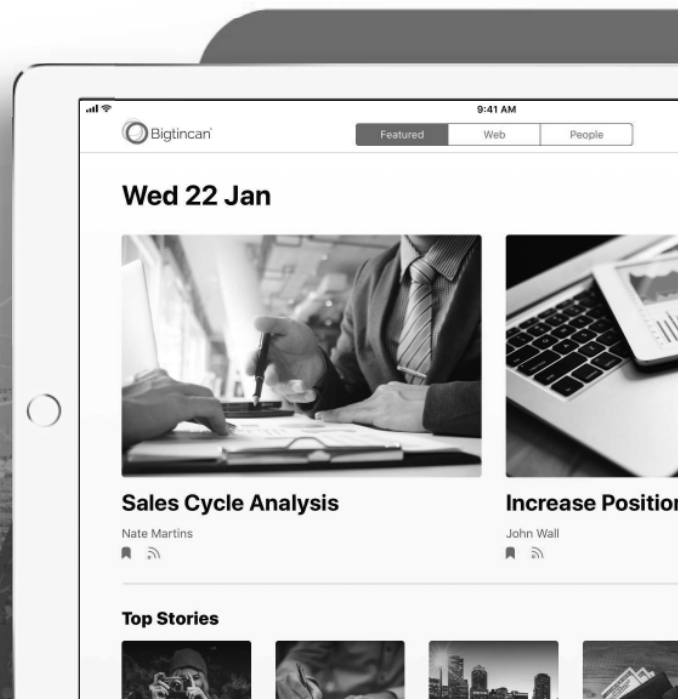 9:41 AM
Bigtincan
Featured
Web
People
Wed 22 Jan
Sales Cycle Analysis
Increase Position
Nate Martins
John Wall
Top Stories